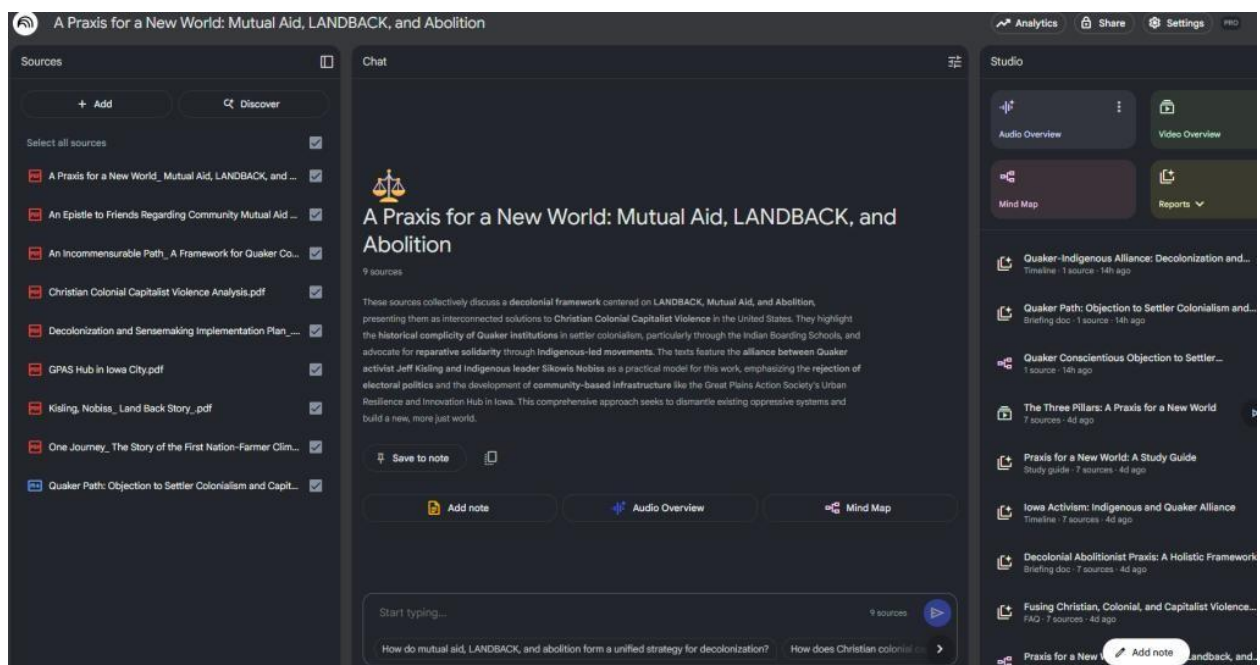 A Praxis for a New World: Mutual Aid, LANDBACK, and Abolition
Analytics
Share
Settings
PRO
Sources
+ Add
Discover
Select all sources
A Praxis for a New World_ Mutual Aid, LANDBACK, and ...
An Epistle to Friends Regarding Community Mutual Aid ...
An Incommensurable Path_ A Framework for Quaker Co...
Christian Colonial Capitalist Violence Analysis.pdf
Decolonization and Sensemaking Implementation Plan_....
GPAS Hub in Iowa City.pdf
Kisling, Nobiss_ Land Back Story_.pdf
One Journey_ The Story of the First Nation-Farmer Clim...
Quaker Path: Objection to Settler Colonialism and Capit...
Chat
A Praxis for a New World: Mutual Aid, LANDBACK, and
Abolition
9 sources
These sources collectively discuss a decolonial framework centered on LANDBACK, Mutual Aid, and Abolition,
presenting them as interconnected solutions to Christian Colonial Capitalist Violence in the United States. They highlight
the historical complicity of Quaker institutions in settler colonialism, particularly through the Indian Boarding Schools, and
advocate for reparative solidarity through Indigenous-led movements. The texts feature the alliance between Quaker
activist Jeff Kisling and Indigenous leader Sikowis Nobiss as a practical model for this work, emphasizing the rejection of
electoral politics and the development of community-based infrastructure like the Great Plains Action Society's Urban
Resilience and Innovation Hub in Iowa. This comprehensive approach seeks to dismantle existing oppressive systems and
build a new, more just world.
Save to note
Add note
Audio Overview
Mind Map
Start typing...
9 sources
How do mutual aid, LANDBACK, and abolition form a unified strategy for decolonization?
How does Christian colonial
Studio
Audio Overview
Video Overview
Mind Map
Reports
Quaker-Indigenous Alliance: Decolonization and...
Timeline · 1 source · 14h ago
Quaker Path: Objection to Settler Colonialism and...
Briefing doc · 1 source · 14h ago
Quaker Conscientious Objection to Settler...
1 source · 14h ago
The Three Pillars: A Praxis for a New World
7 sources · 4d ago
Praxis for a New World: A Study Guide
Study guide · 7 sources · 4d ago
Iowa Activism: Indigenous and Quaker Alliance
Timeline · 7 sources · 4d ago
Decolonial Abolitionist Praxis: A Holistic Framework
Briefing doc · 7 sources · 4d ago
Fusing Christian, Colonial, and Capitalist Violence...
FAQ · 7 sources · 4d ago
Praxis for a New
Landback, and...
Add note